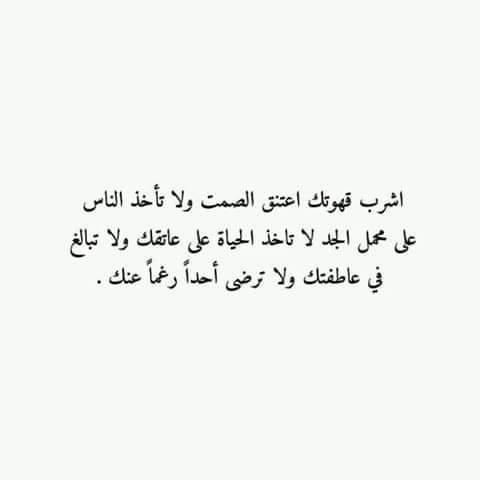 اشرب قهوتك اعتنق الصمت ولا تأخذ الناس
على محمل الجد لا تاخذ الحياة على عاتقك ولا تبالغ
في عاطفتك ولا ترضى أحداً رغماً عنك .